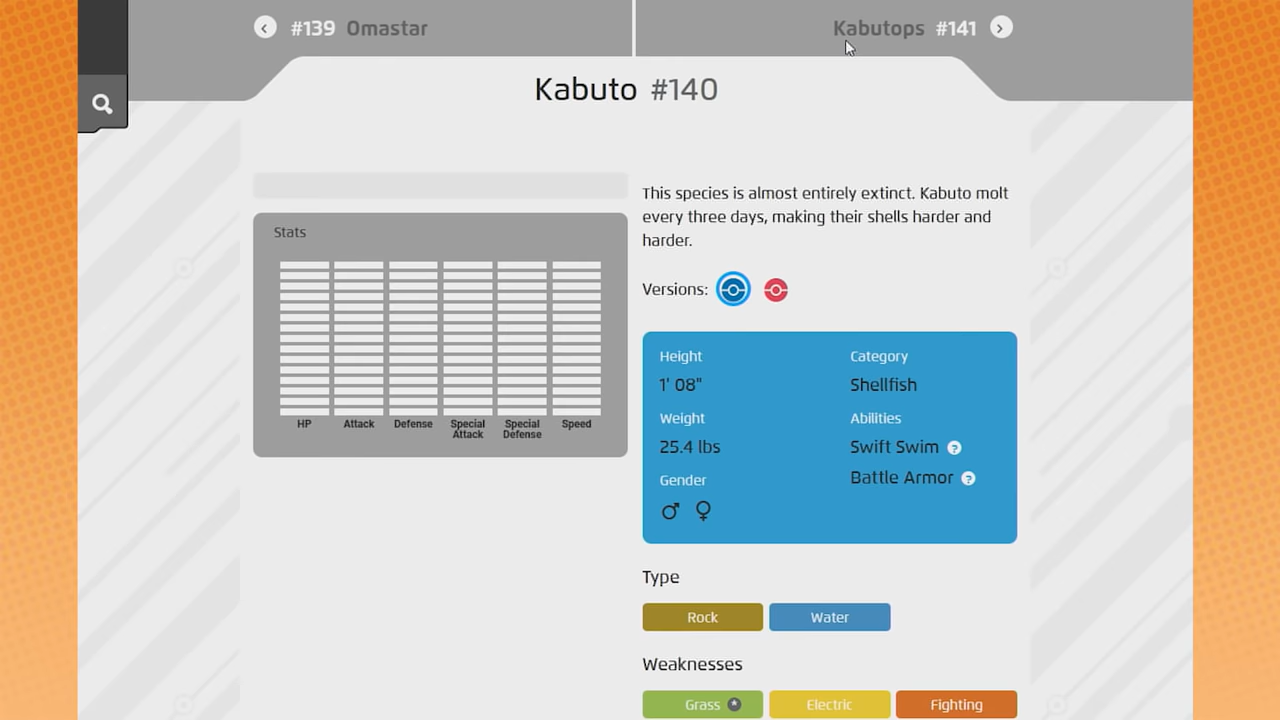 #139 Omastar
Kabutops #141
Kabuto #140
This species is almost entirely extinct. Kabuto molt
every three days, making their shells harder and
harder.
Versions:
Stats
HP Attack Defense Special Attack Special Defense Speed
Height
1' 08"
Weight
25.4 lbs
Gender
Category
Shellfish
Abilities
Swift Swim ?
Battle Armor ?
Type
Rock Water
Weaknesses
Grass * Electric Fighting